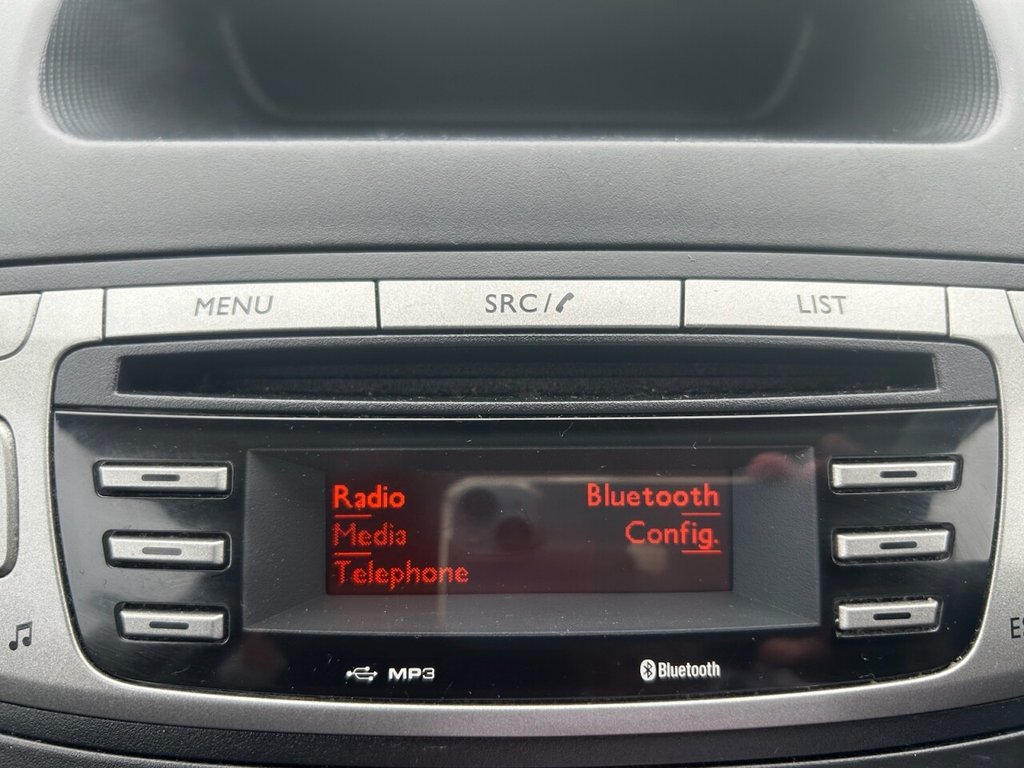 MENU
SRC/
LIST
Radio
Bluetooth
Media
Config.
Telephone
MP3
Bluetooth